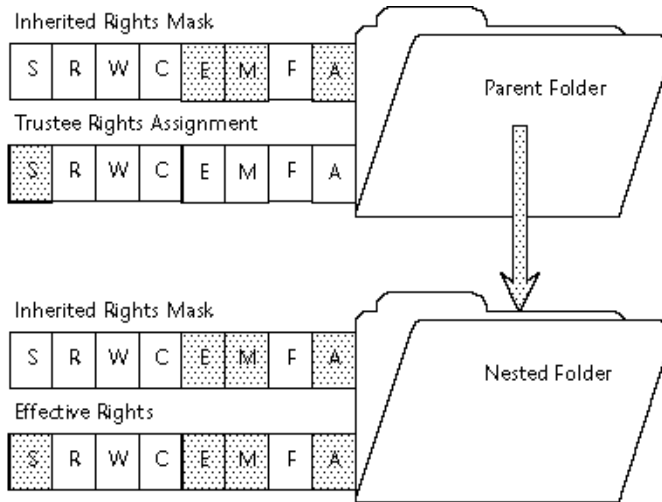 Inherited Rights Mask
S R W C E M F A
Parent Folder
Trustee Rights Assignment
S R W C E M F A
Inherited Rights Mask
S R W C E M F A
Nested Folder
Effective Rights
S R W C E M F A